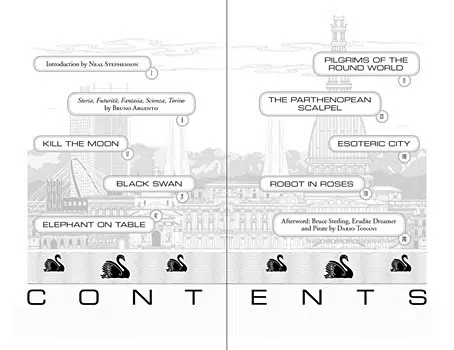 Introduction by NEAL STEPHENSON
Storia, Futurità, Fantasia, Scienza, Torino
by BRUNO ARGENTO
KILL THE MOON
BLACK SWAN
ELEPHANT ON TABLE
PILGRIMS OF THE
ROUND WORLD
THE PARTHENOPEAN
SCALPEL
ESOTERIC CITY
ROBOT IN ROSES
Afterword: Bruce Sterling, Erudite Dreamer
and Pirate by DARIO TONANI
CONTENTS